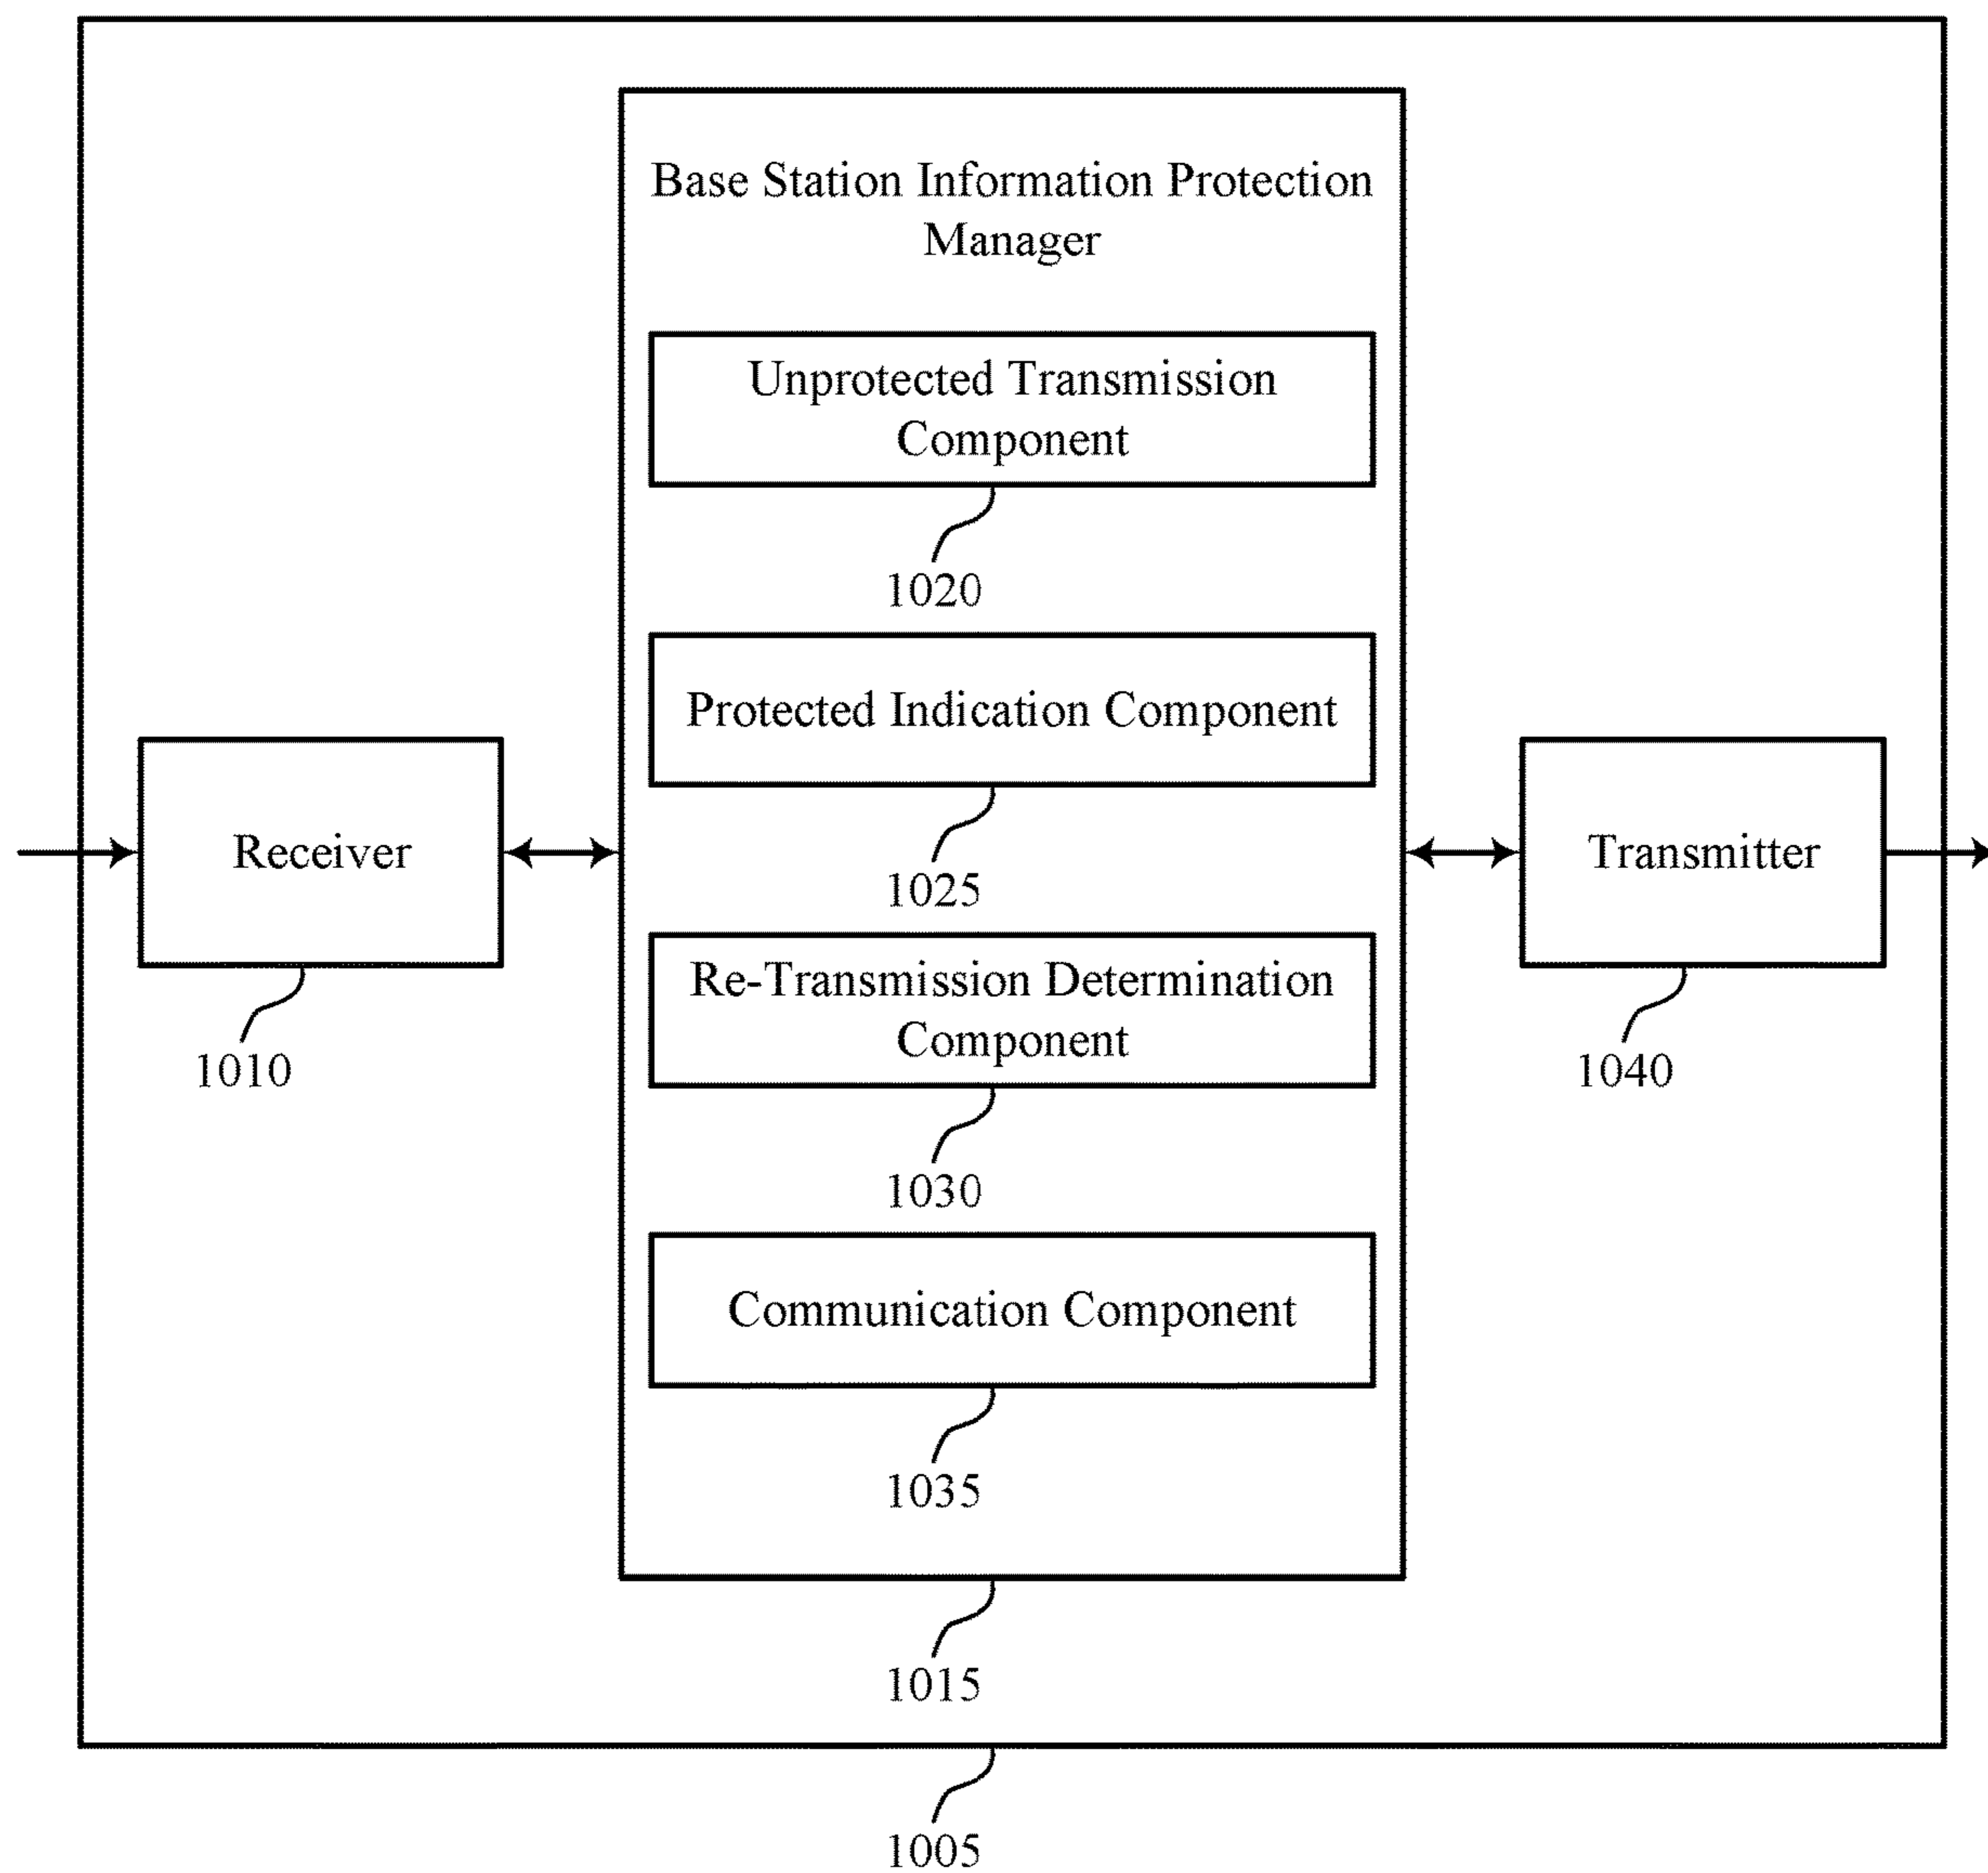 Base Station Information Protection
Manager
Unprotected Transmission
Component
1020
Protected Indication Component
1025
Receiver
1010
Transmitter
1040
Re-Transmission Determination
Component
1030
Communication Component
1035
1015
1005